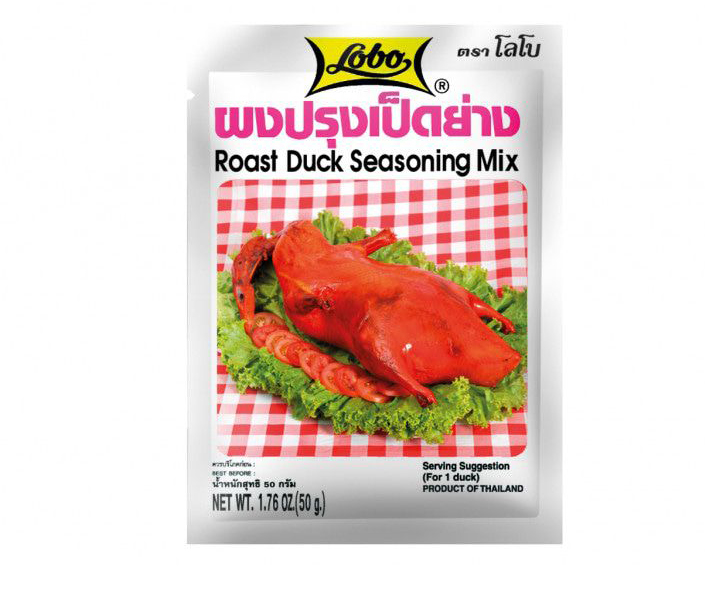 Lobo
ตรา โลโบ
®
ผงปรุงเป็ดย่าง
Roast Duck Seasoning Mix
ควรบริโภคก่อน :
BEST BEFORE :
น้ำหนักสุทธิ 50 กรัม
NET WT. 1.76 OZ.(50 g.)
Serving Suggestion
(For 1 duck)
PRODUCT OF THAILAND